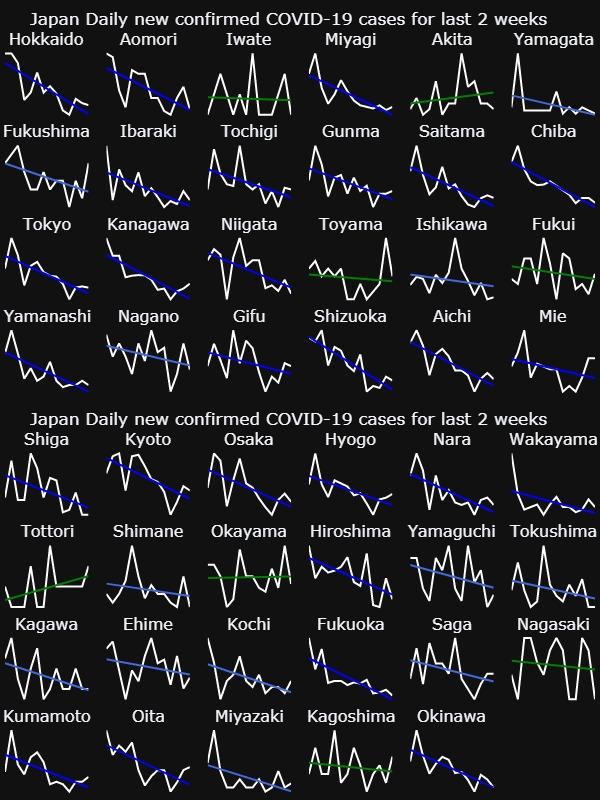 Japan Daily new confirmed COVID-19 cases for last 2 weeks
Hokkaido Aomori Iwate Miyagi Akita Yamagata
Fukushima Ibaraki Tochigi Gunma Saitama Chiba
Tokyo Kanagawa Niigata Toyama Ishikawa Fukui
Yamanashi Nagano Gifu Shizuoka Aichi Mie
Japan Daily new confirmed COVID-19 cases for last 2 weeks
Shiga Kyoto Osaka Hyogo Nara Wakayama
Tottori Shimane Okayama Hiroshima Yamaguchi Tokushima
Kagawa Ehime Kochi Fukuoka Saga Nagasaki
Kumamoto Oita Miyazaki Kagoshima Okinawa